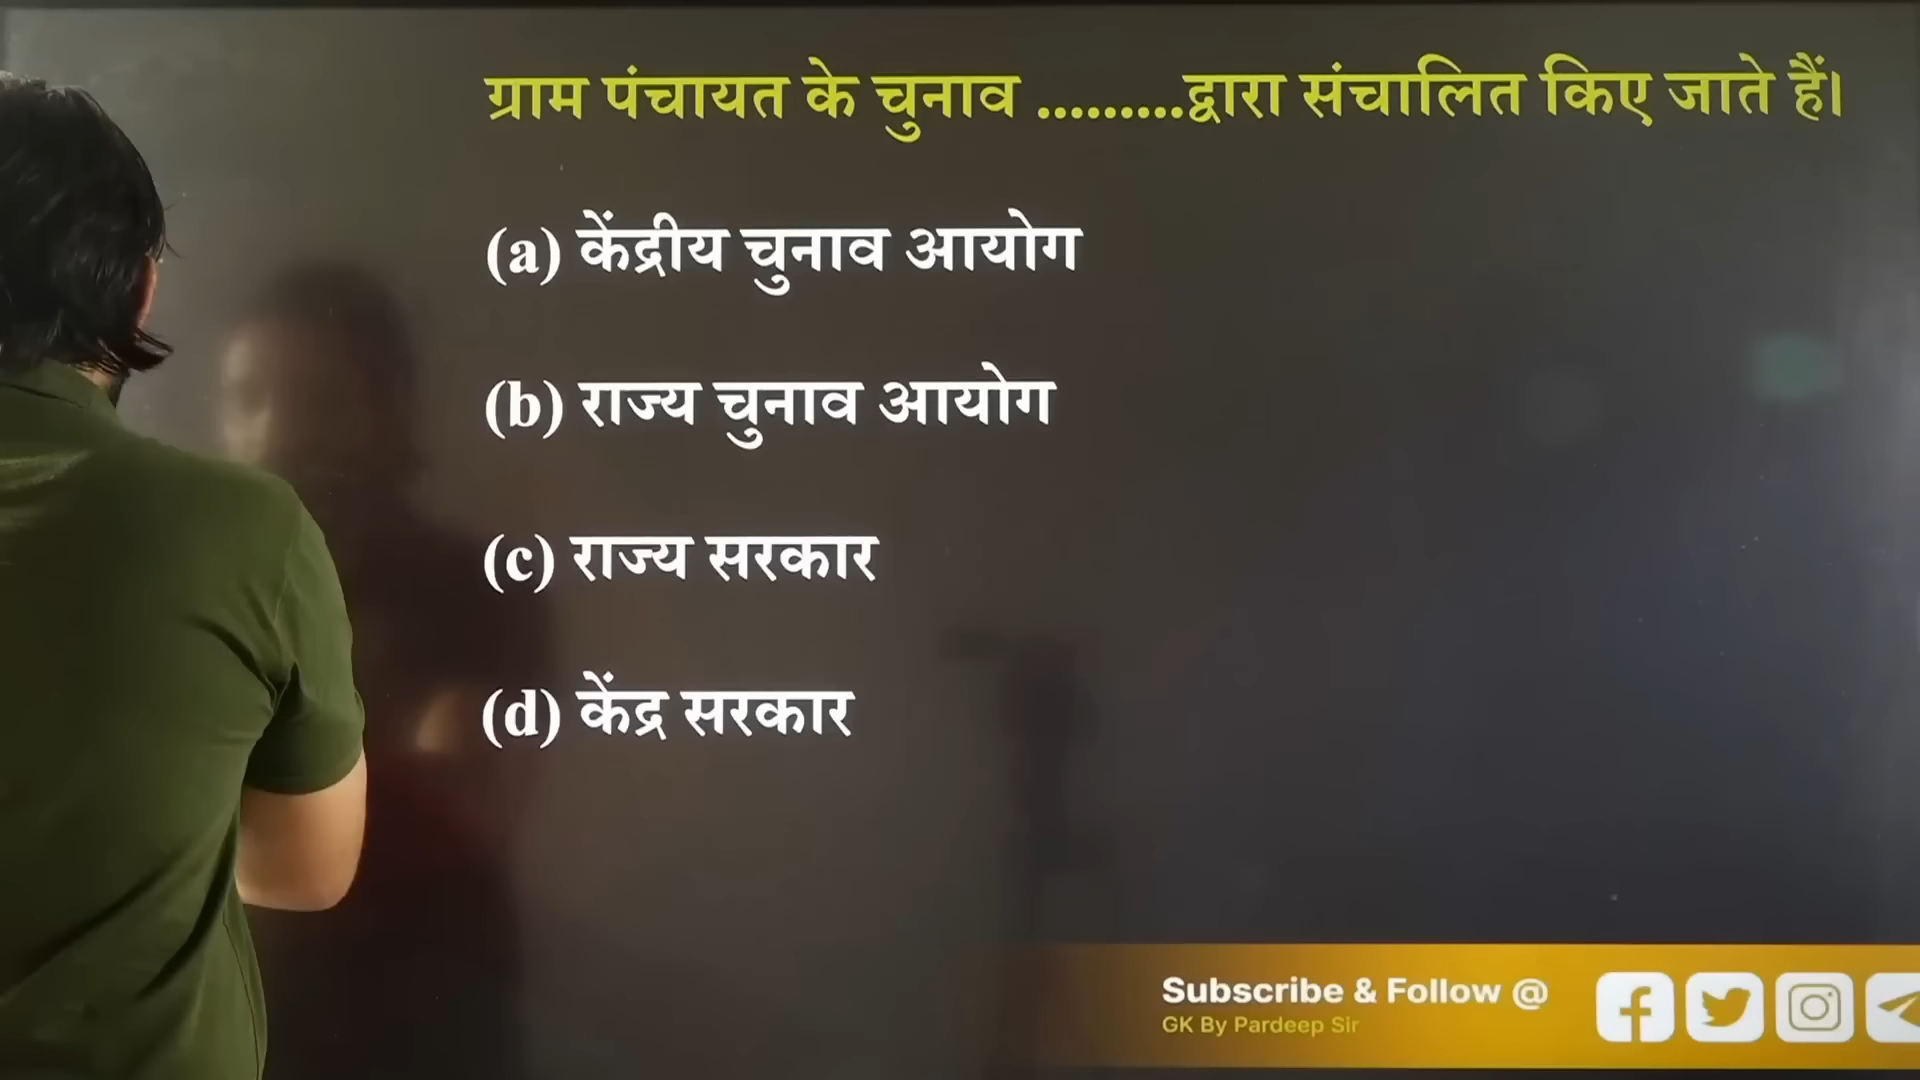 ग्राम पंचायत के चुनाव .........द्वारा संचालित किए जाते हैं।
(a) केंद्रीय चुनाव आयोग
(b) राज्य चुनाव आयोग
(c) राज्य सरकार
(d) केंद्र सरकार
Subscribe & Follow @
GK By Pardeep Sir